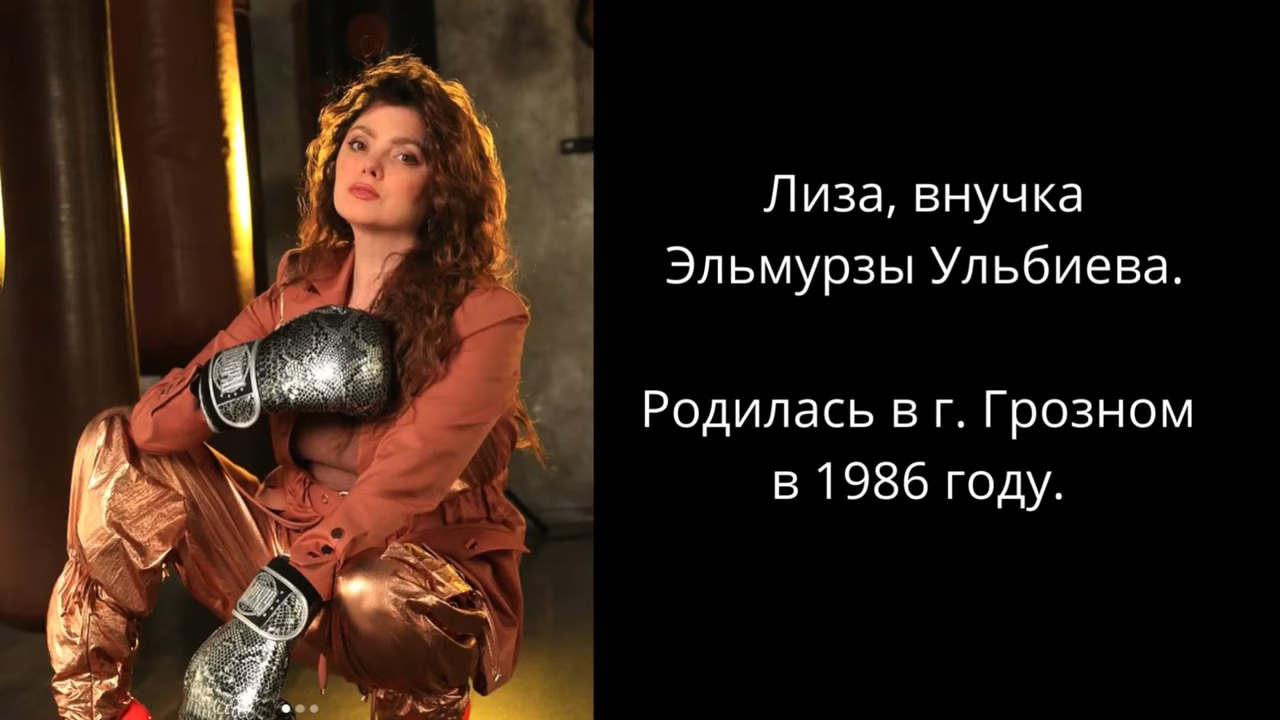 Лиза, внучка
Эльмурзы Ульбиева.
Родилась в г. Грозном
в 1986 году.